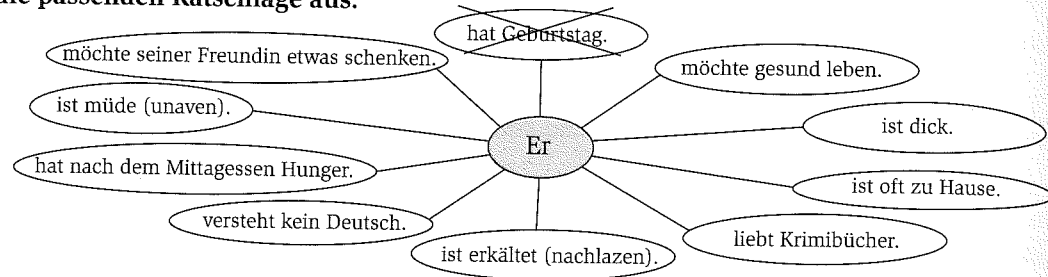 die passenden Ratschläge aus.
hat Geburtstag.
möchte seiner Freundin etwas schenken.
möchte gesund leben.
ist müde (unaven).
ist dick.
Er
hat nach dem Mittagessen Hunger.
ist oft zu Hause.
versteht kein Deutsch.
liebt Krimibücher.
ist erkältet (nachlazen).